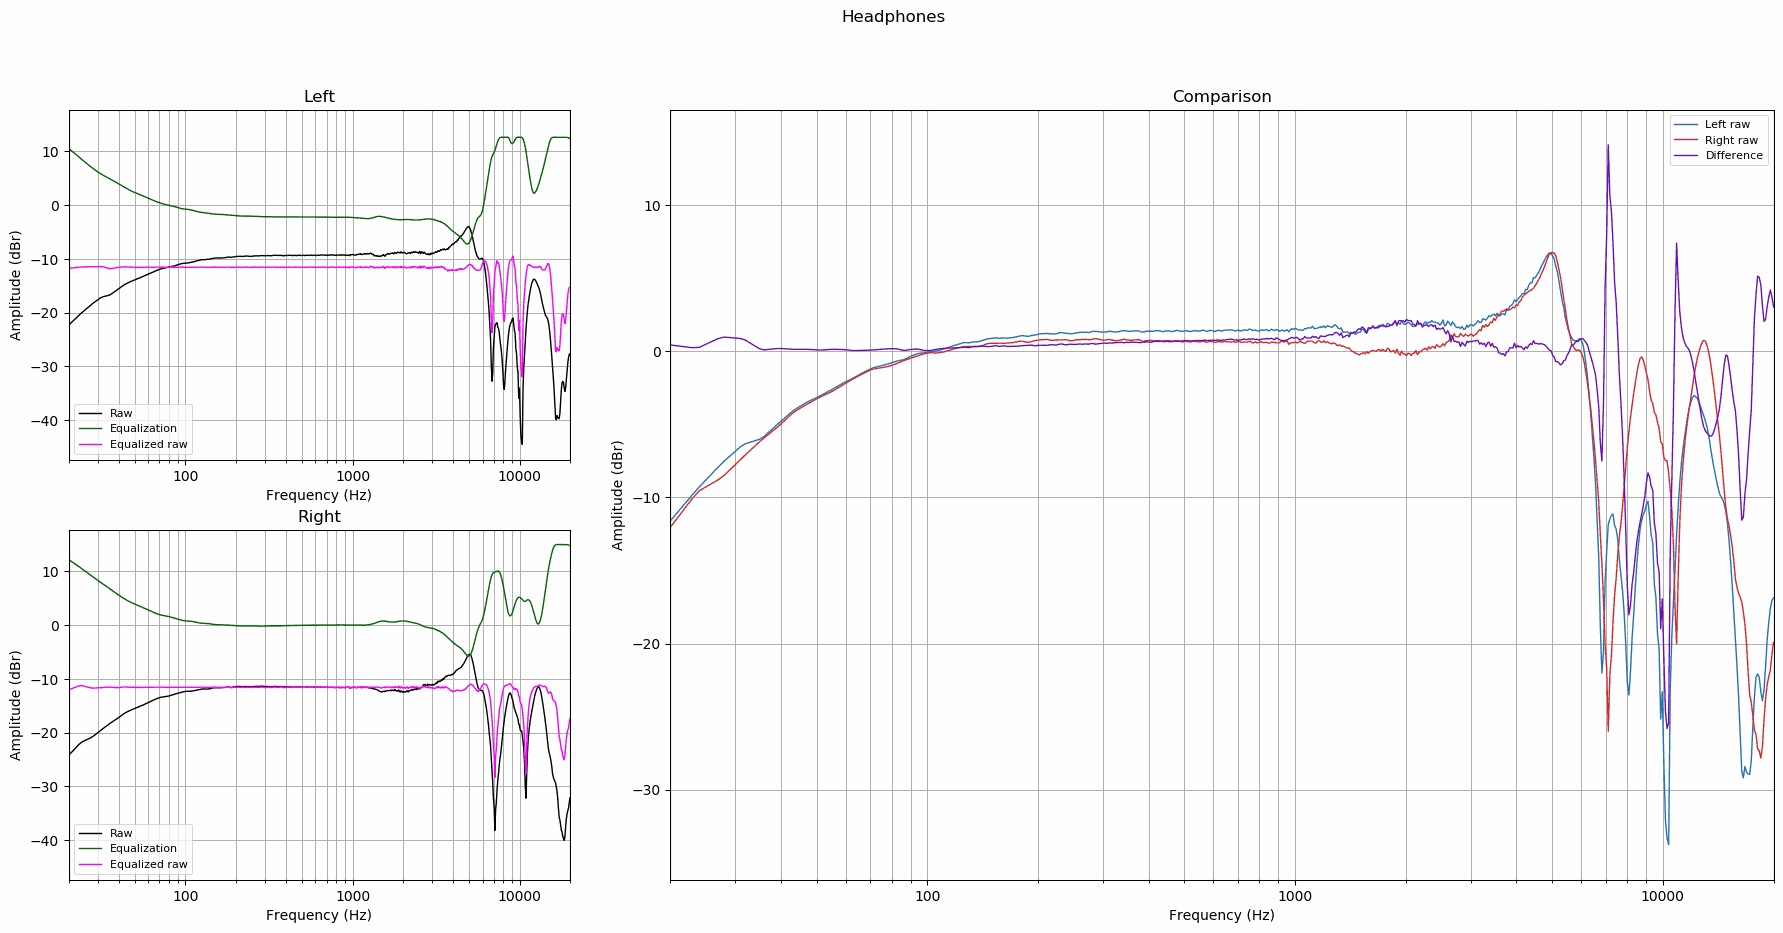 Headphones
Left
10
0
−10
−20
−30
−40
Amplitude (dBr)
Raw
Equalization
Equalized raw
100
1000
10000
Frequency (Hz)
Right
10
0
−10
−20
−30
−40
Amplitude (dBr)
Raw
Equalization
Equalized raw
100
1000
10000
Frequency (Hz)
Comparison
10
0
−10
−20
−30
Amplitude (dBr)
Left raw
Right raw
Difference
100
1000
10000
Frequency (Hz)